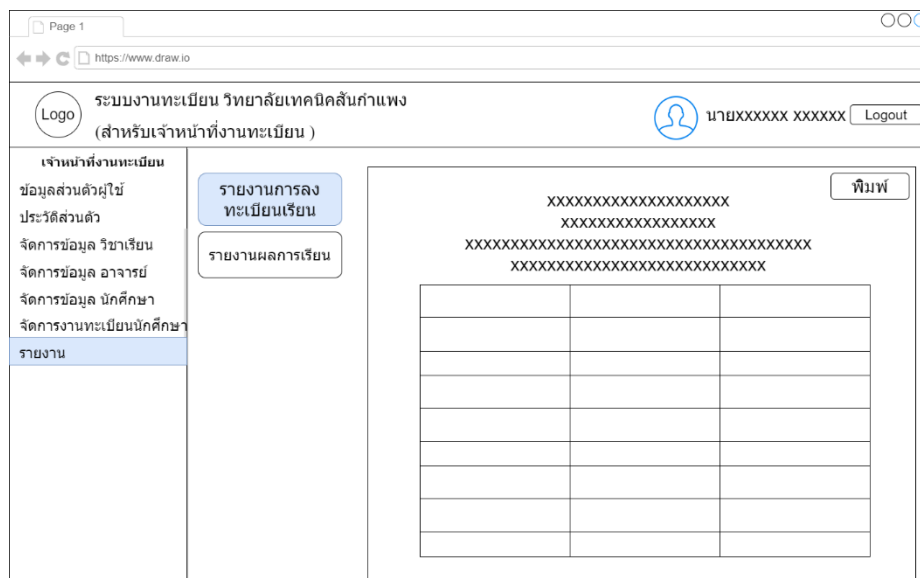 Page 1
https://www.draw.io
Logo
ระบบงานทะเบียน วิทยาลัยเทคนิคสันกำแพง
(สำหรับเจ้าหน้าที่งานทะเบียน )
นายxxxxxx xxxxxx
Logout
เจ้าหน้าที่งานทะเบียน
ข้อมูลส่วนตัวผู้ใช้
ประวัติส่วนตัว
จัดการข้อมูล วิชาเรียน
จัดการข้อมูล อาจารย์
จัดการข้อมูล นักศึกษา
จัดการงานทะเบียนนักศึกษา
รายงาน
รายงานการลง
ทะเบียนเรียน
รายงานผลการเรียน
พิมพ์
xxxxxxxxxxxxxxxxxxxx
xxxxxxxxxxxxxxxxx
xxxxxxxxxxxxxxxxxxxxxxxxxxxxxxxxxxxxxx
xxxxxxxxxxxxxxxxxxxxxxxxxxxx